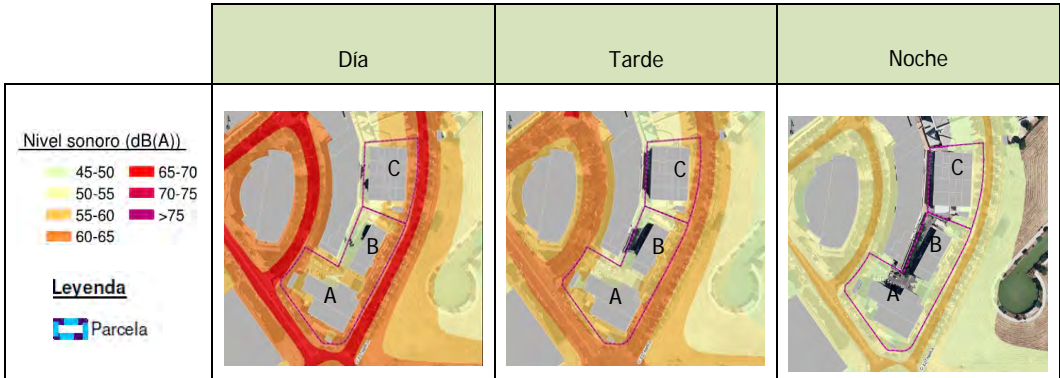 Día
Tarde
Noche
Nivel sonoro (dB(A))
45-50
65-70
50-55
70-75
55-60
>75
60-65
Leyenda
Parcela
C
B
A
C
B
A
C
B
A